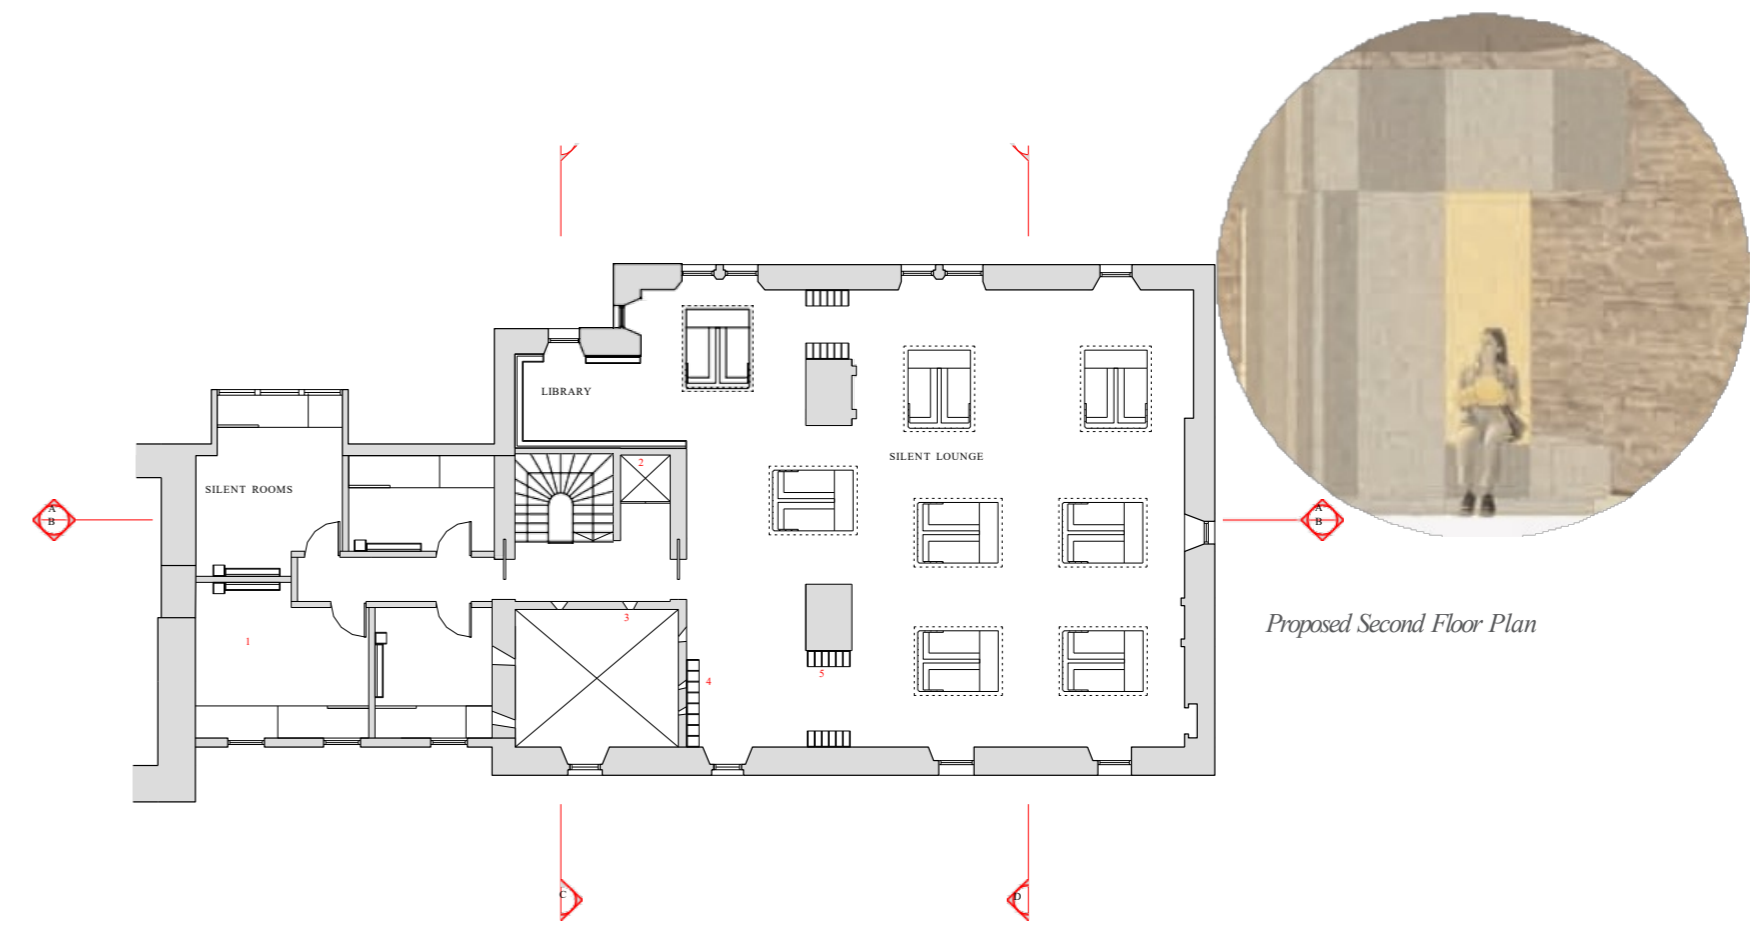 LIBRARY
SILENT LOUNGE
2
SILENT ROOMS
A
B
A
B
3
Proposed Second Floor Plan
1
5
4
C
D